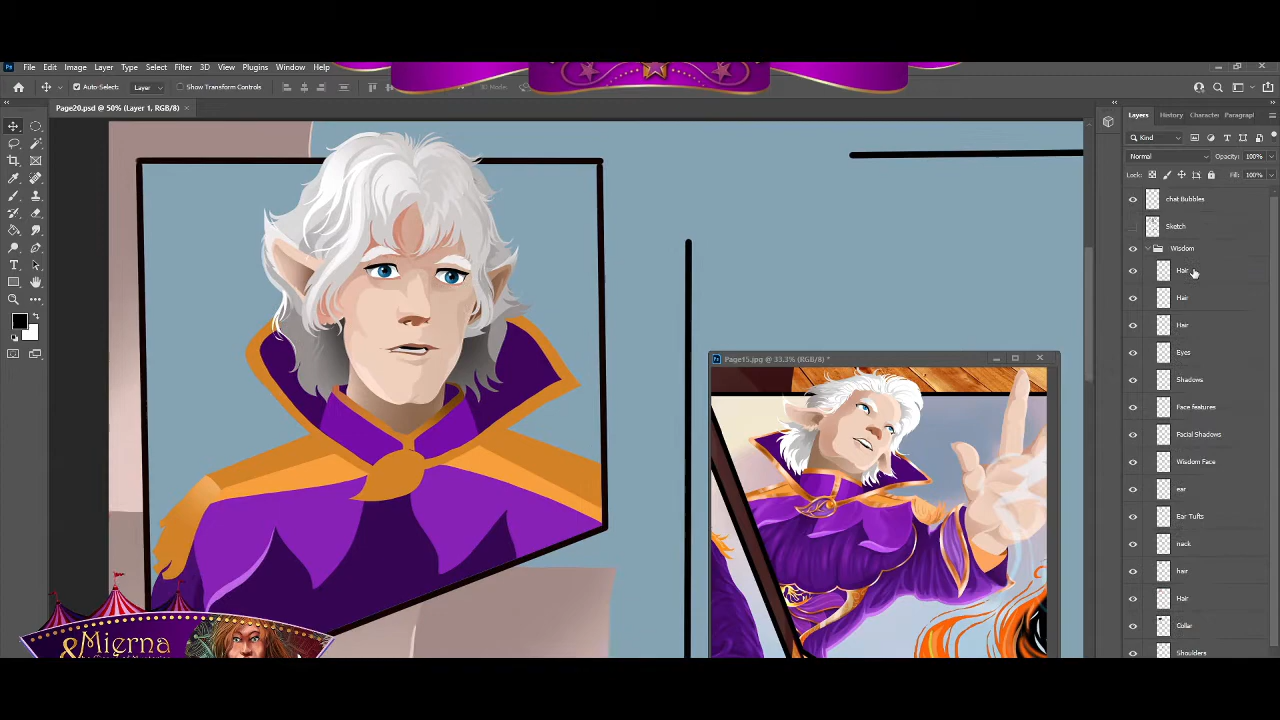 Ps File Edit Image Layer Type Select Filter 3D View Plugins Window Help
Auto-Select: Layer Show Transform Controls 3D Mode:
Page20.psd @ 50% (Layer 1, RGB/8) ×
Layers History Character Paragraph
Kind
Normal Opacity: 100%
Lock: Fill: 100%
chat Bubbles
Sketch
Wisdom
Hair
Hair
Hair
Eyes
Shadows
Face features
Facial Shadows
Wisdom Face
ear
Ear Tufts
neck
hair
Hair
Collar
Shoulders
Page15.jpg @ 33.3% (RGB/8) *
& Mierna